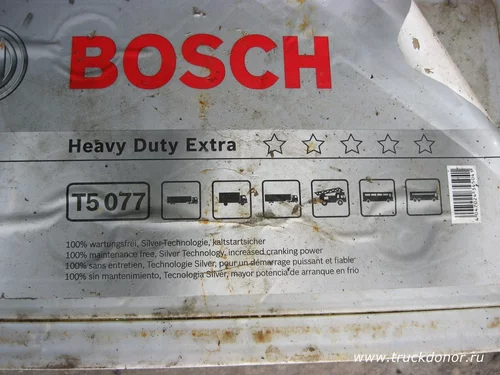 BOSCH
Heavy Duty Extra
T5 077
100% wartungsfrei, Silver-Technologie, kaltstartsicher
100% maintenance free, Silver Technology, increased cranking power
100% sans entretien, Technologie Silver, pour un démarrage puissant et fiable
100% sin mantenimiento, Tecnología Silver, mayor potencia de arranque en frío
www.truckdonor.ru